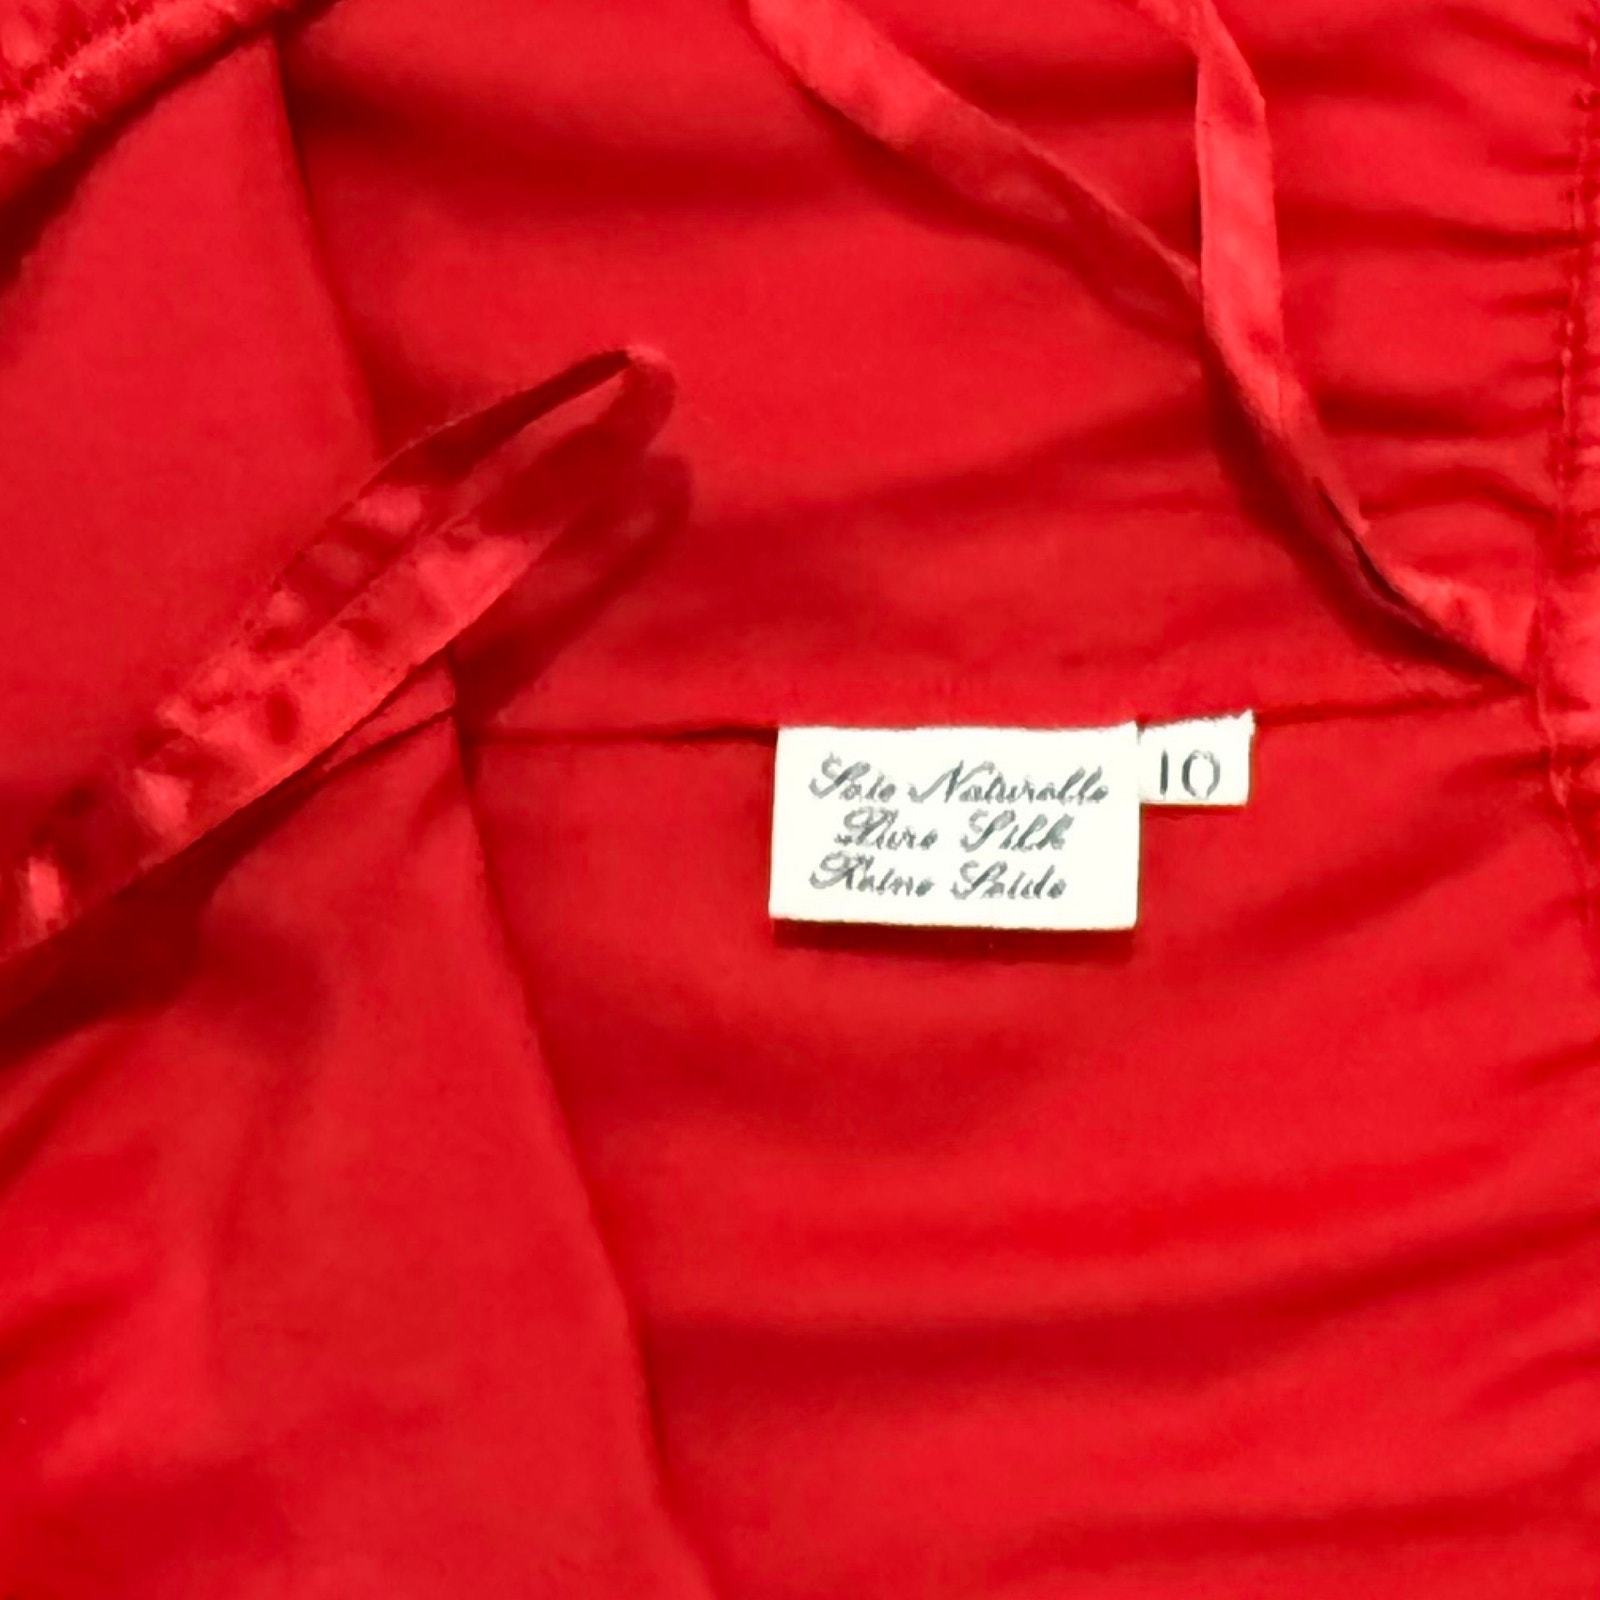 Soie Naturelle 10
Pure Silk
Reine Seide